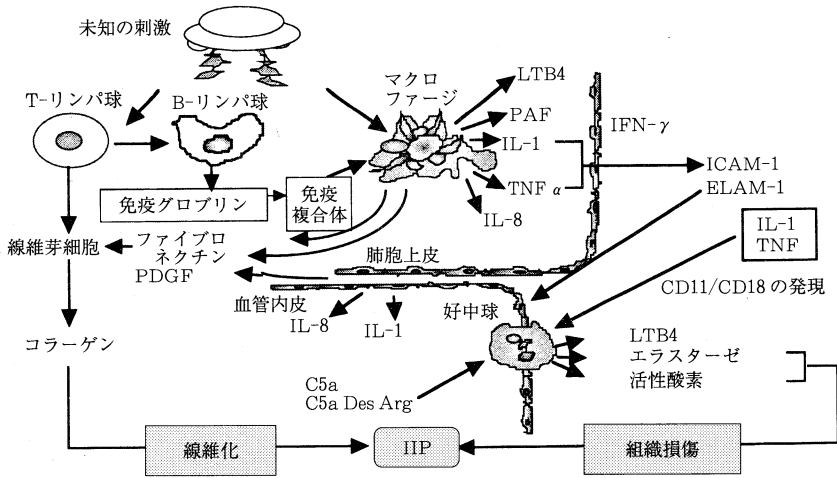 未知の刺激
T-リンパ球
B-リンパ球
マクロ
ファージ
LTB4
PAF
IL-1
TNFα
IL-8
IFN-γ
ICAM-1
ELAM-1
IL-1
TNF
CD11/CD18の発現
免疫グロブリン
免疫
複合体
線維芽細胞
ファイブロ
ネクチン
PDGF
肺胞上皮
血管内皮
IL-8
IL-1
好中球
コラーゲン
C5a
C5a Des Arg
LTB4
エラスターゼ
活性酸素
線維化
IIP
組織損傷